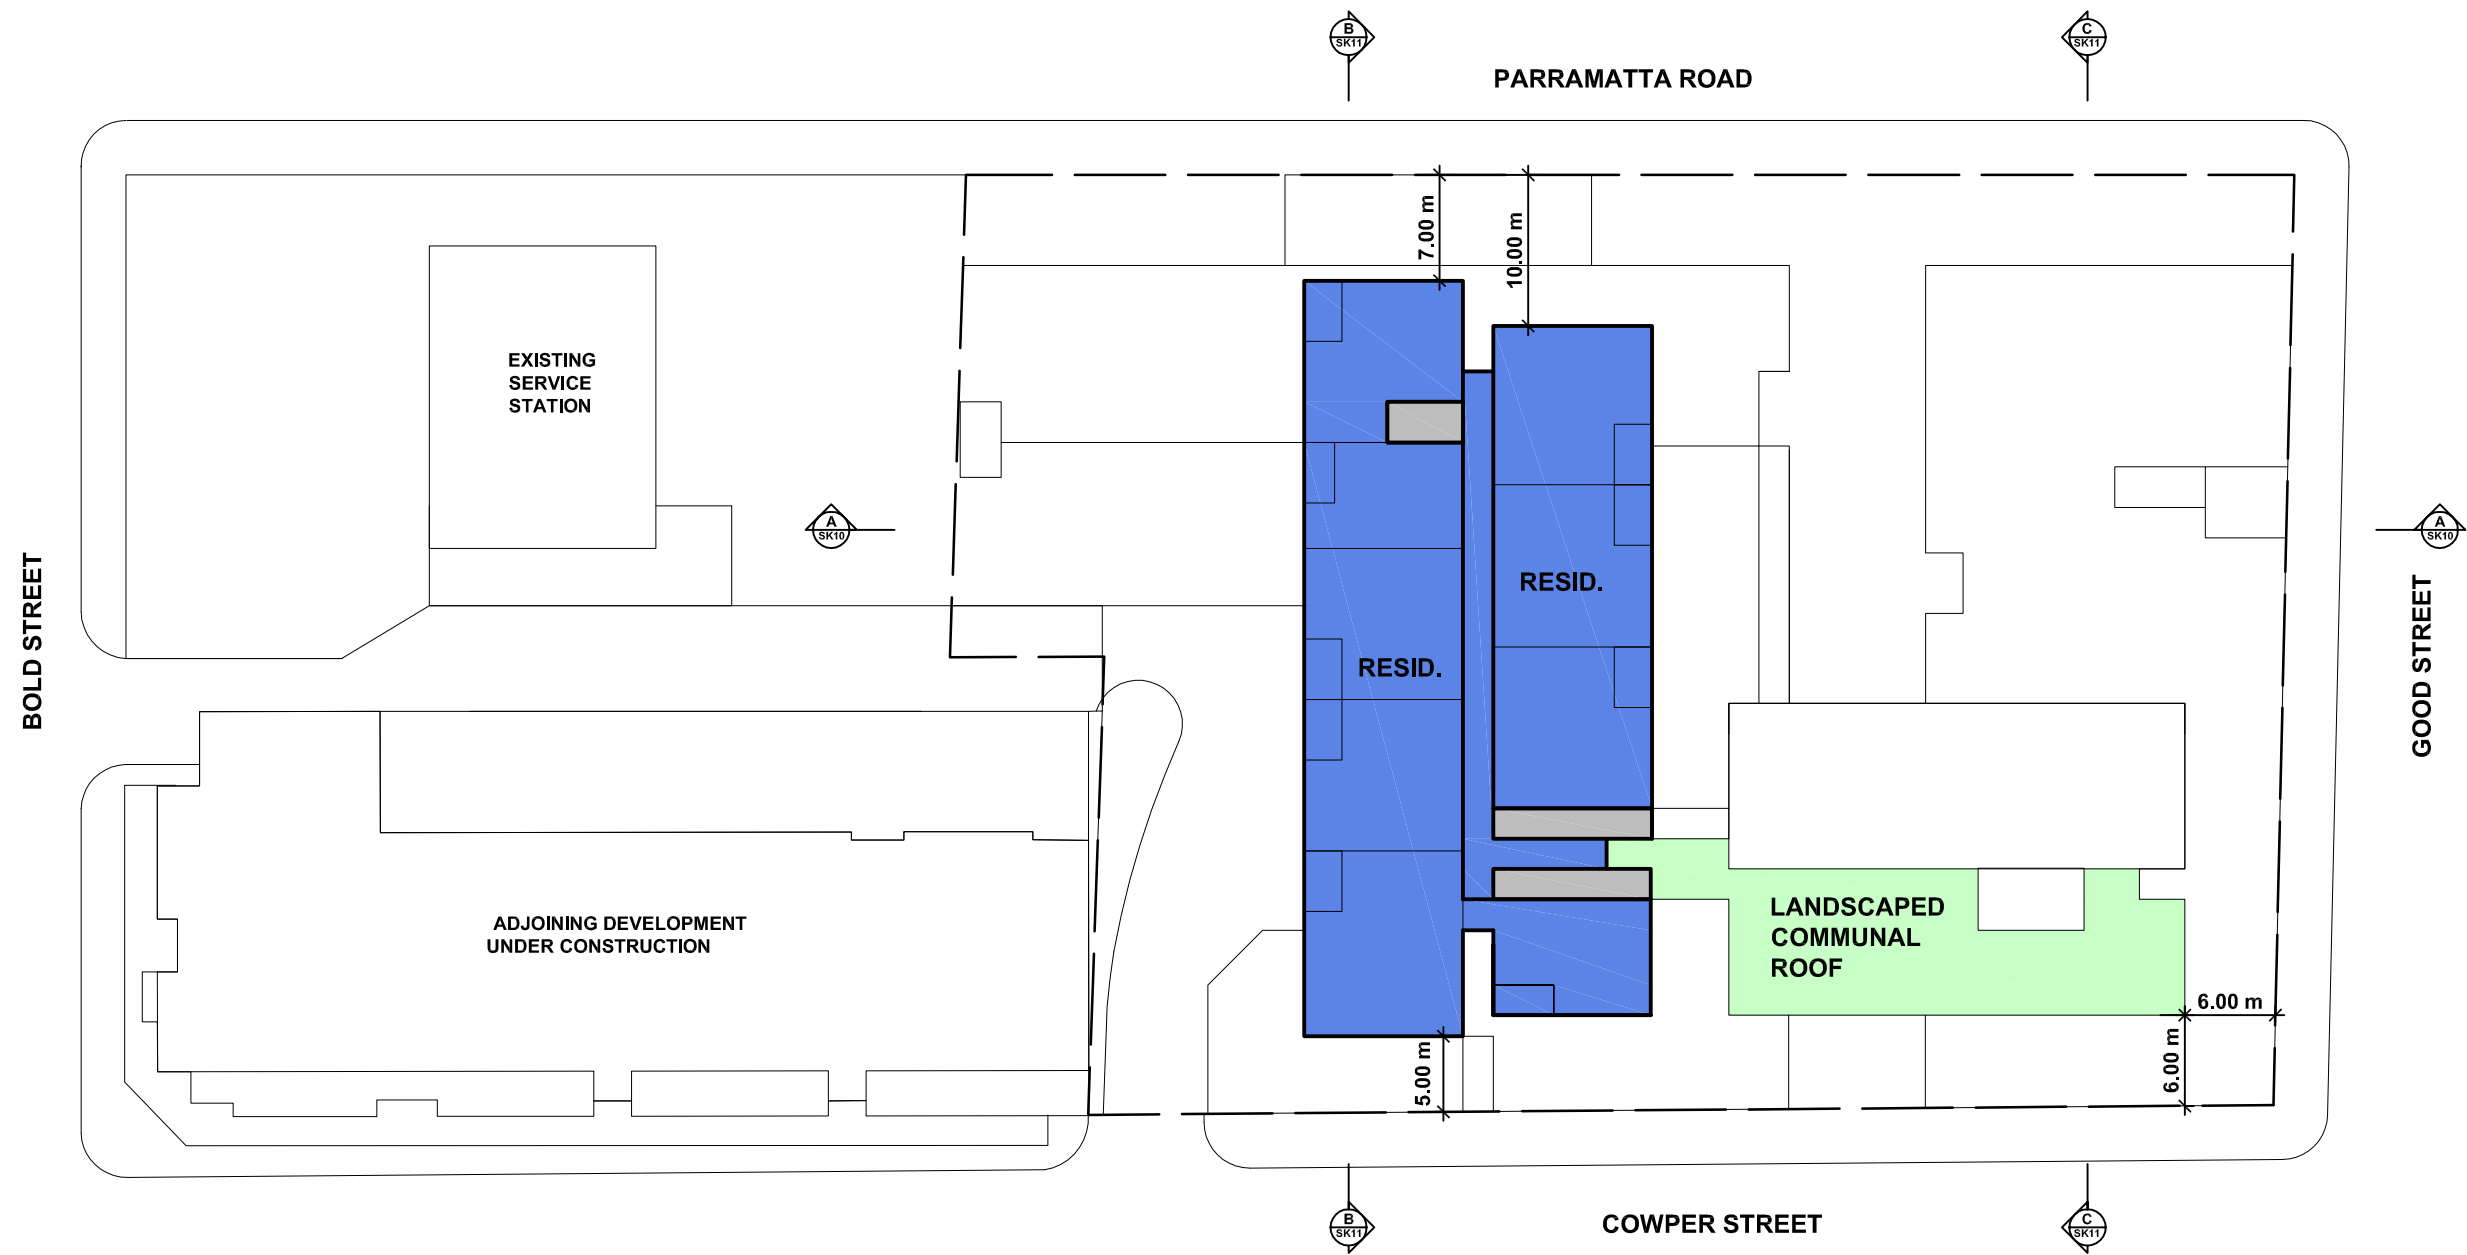 B
SK11
C
SK11
PARRAMATTA ROAD
7.00 m
10.00 m
EXISTING
SERVICE
STATION
A
SK10
A
SK10
BOLD STREET
RESID.
RESID.
GOOD STREET
ADJOINING DEVELOPMENT
UNDER CONSTRUCTION
LANDSCAPED
COMMUNAL
ROOF
6.00 m
5.00 m
6.00 m
B
SK11
COWPER STREET
C
SK11